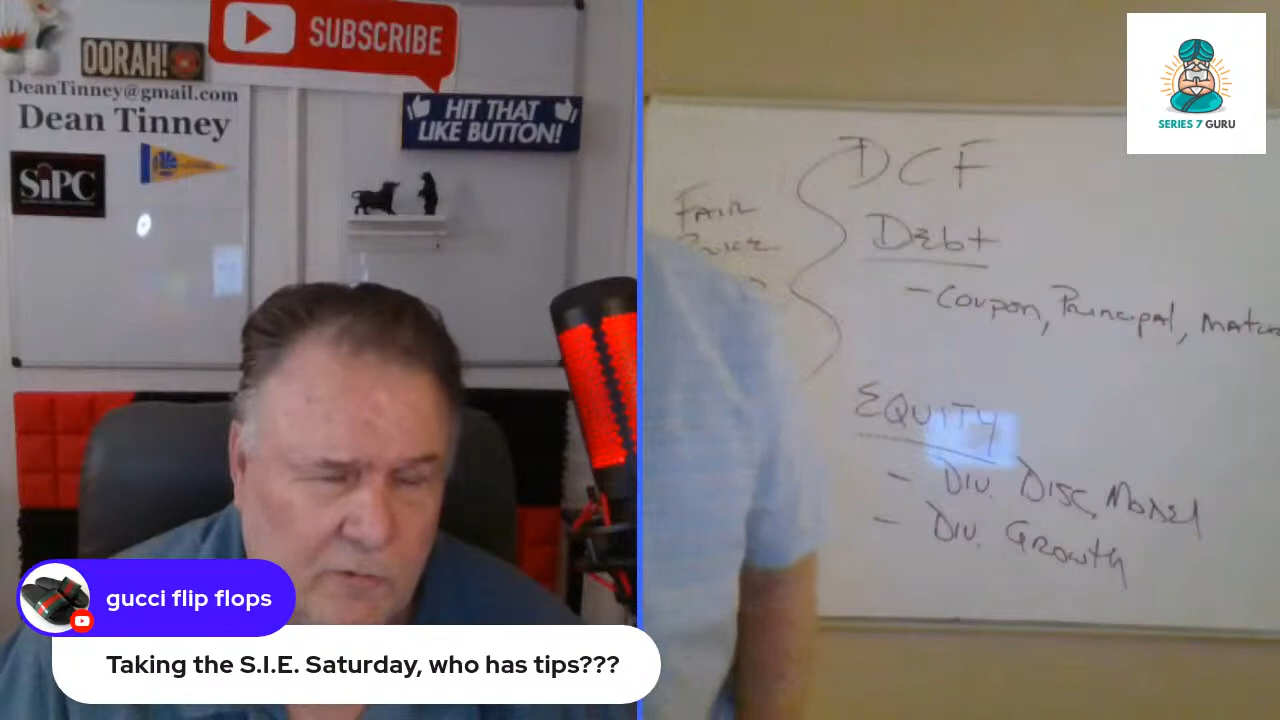 OORAH!
SUBSCRIBE
DeanTinney@gmail.com
Dean Tinney
HIT THAT
LIKE BUTTON!
SiPC
SERIES 7 GURU
DCF
FAIR
Debt
- Coupon, Principal,
EQUITY
- Div. Disc. Model
- Div. Growth
gucci flip flops
Taking the S.I.E. Saturday, who has tips???